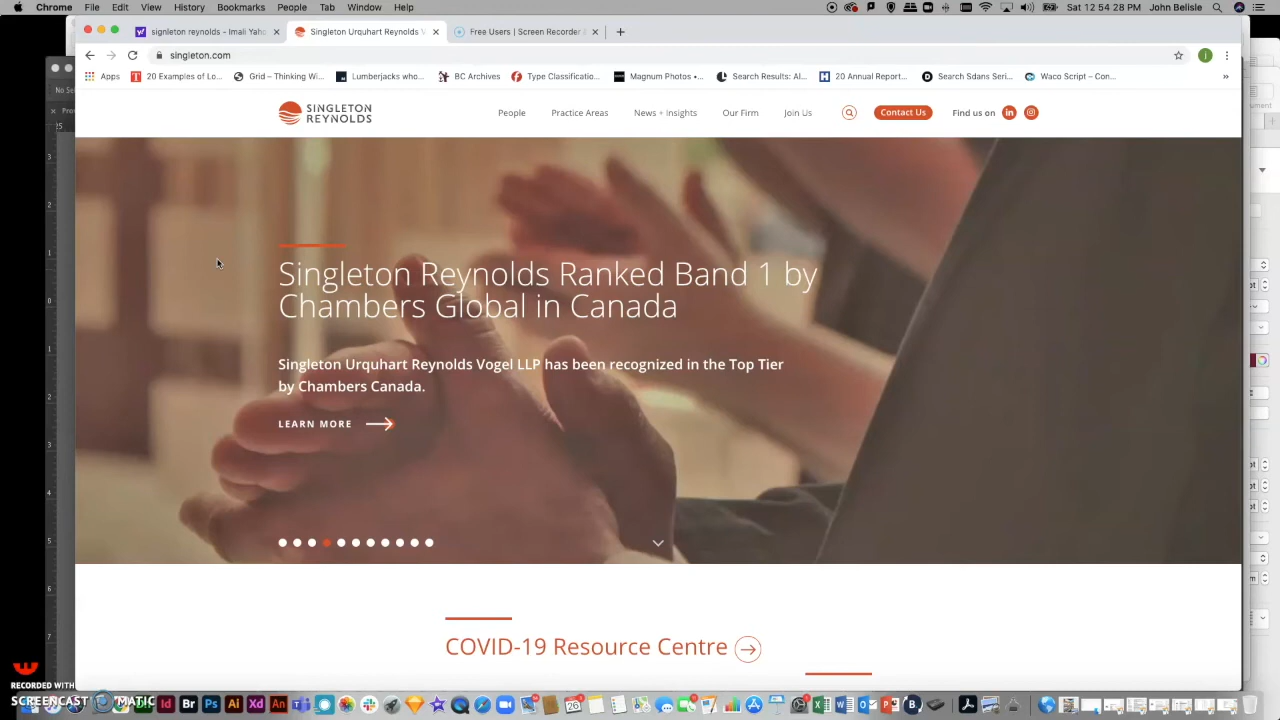 Chrome File Edit View History Bookmarks People Tab Window Help Sat 12:54:28 PM John Belisle
signleton reynolds - Imali Yaho
Singleton Urquhart Reynolds V
Free Users | Screen Recorder
singleton.com
Apps 20 Examples of Lo... Grid – Thinking Wi... Lumberjacks who... BC Archives Type Classificatio... Magnum Photos •... Search Results: Al... 20 Annual Report... Search Sdans Seri... Waco Script – Con... »
SINGLETON
REYNOLDS
People Practice Areas News + Insights Our Firm Join Us Contact Us Find us on
Singleton Reynolds Ranked Band 1 by
Chambers Global in Canada
Singleton Urquhart Reynolds Vogel LLP has been recognized in the Top Tier
by Chambers Canada.
LEARN MORE
COVID-19 Resource Centre
RECORDED WITH
SCREENCAST MATIC